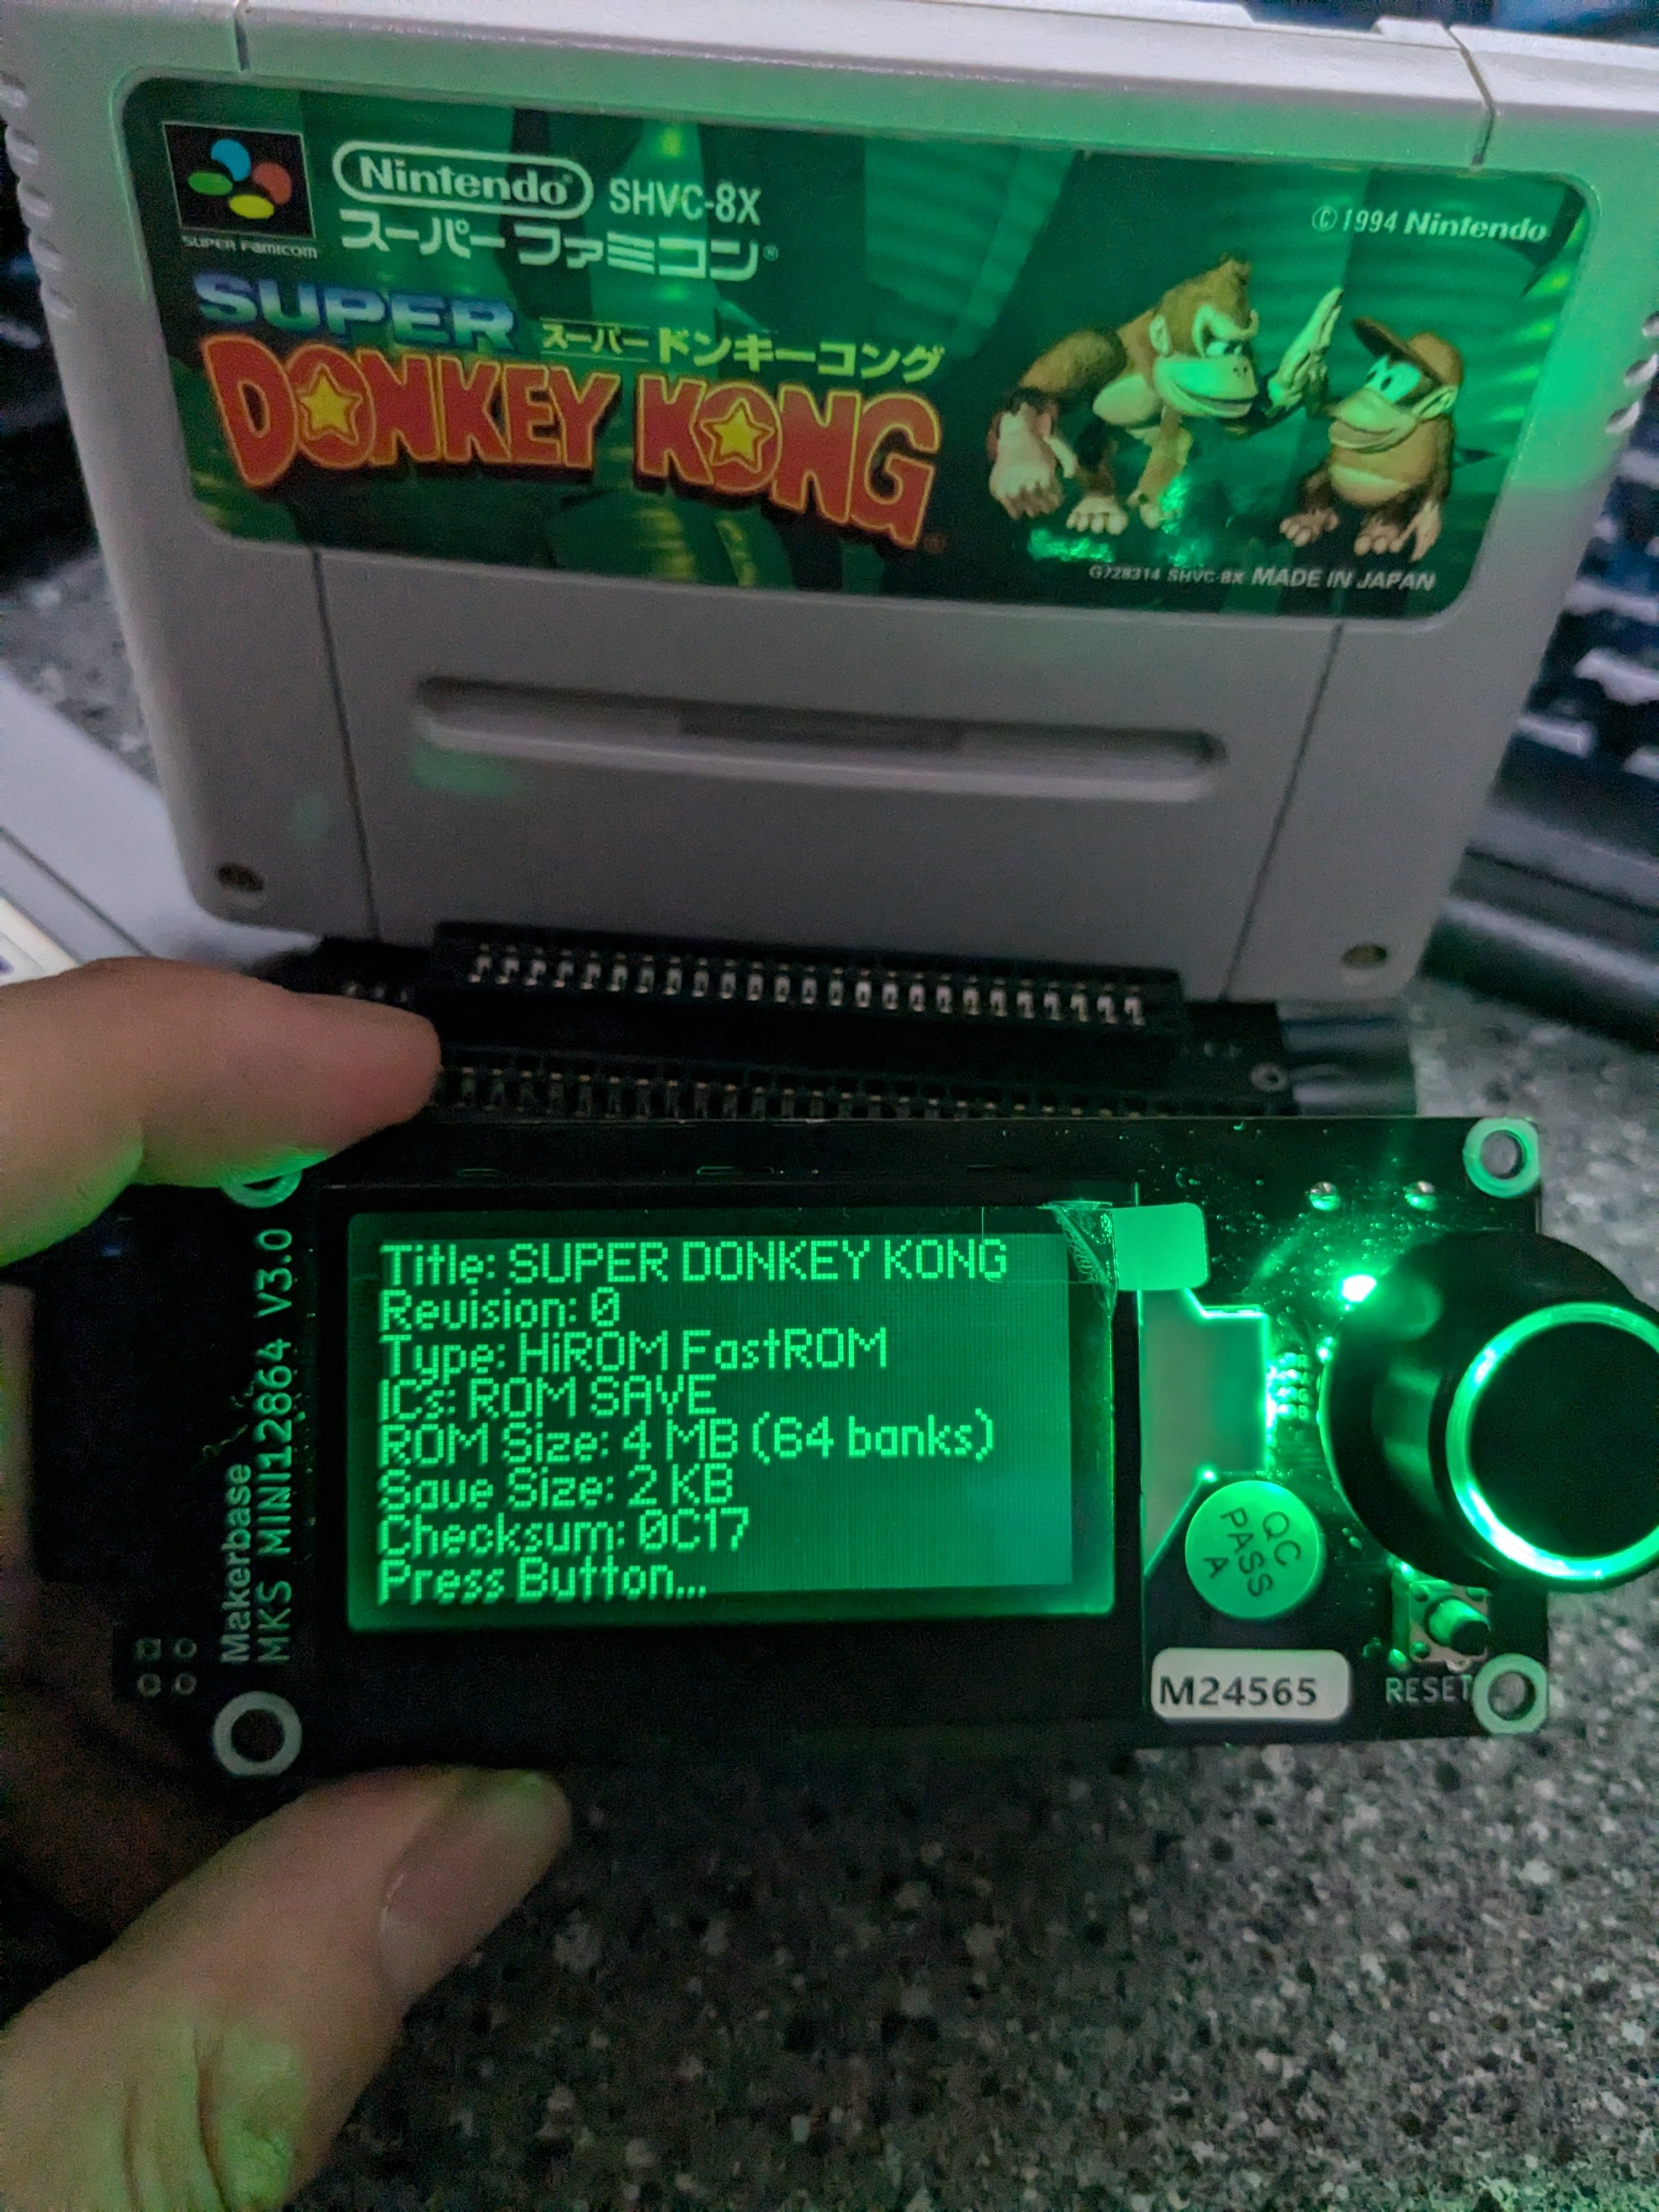 Nintendo® SHVC-8X
スーパーファミコン®
SUPER FAMICOM
© 1994 Nintendo
SUPER スーパードンキーコング
DONKEY KONG
G728314 SHVC-8X MADE IN JAPAN
Makerbase
MKS MINI12864 V3.0
Title: SUPER DONKEY KONG
Revision: 0
Type: HiROM FastROM
ICs: ROM SAVE
ROM Size: 4 MB (64 banks)
Save Size: 2 KB
Checksum: 0C17
Press Button...
QC
PASS
A
M24565
RESET